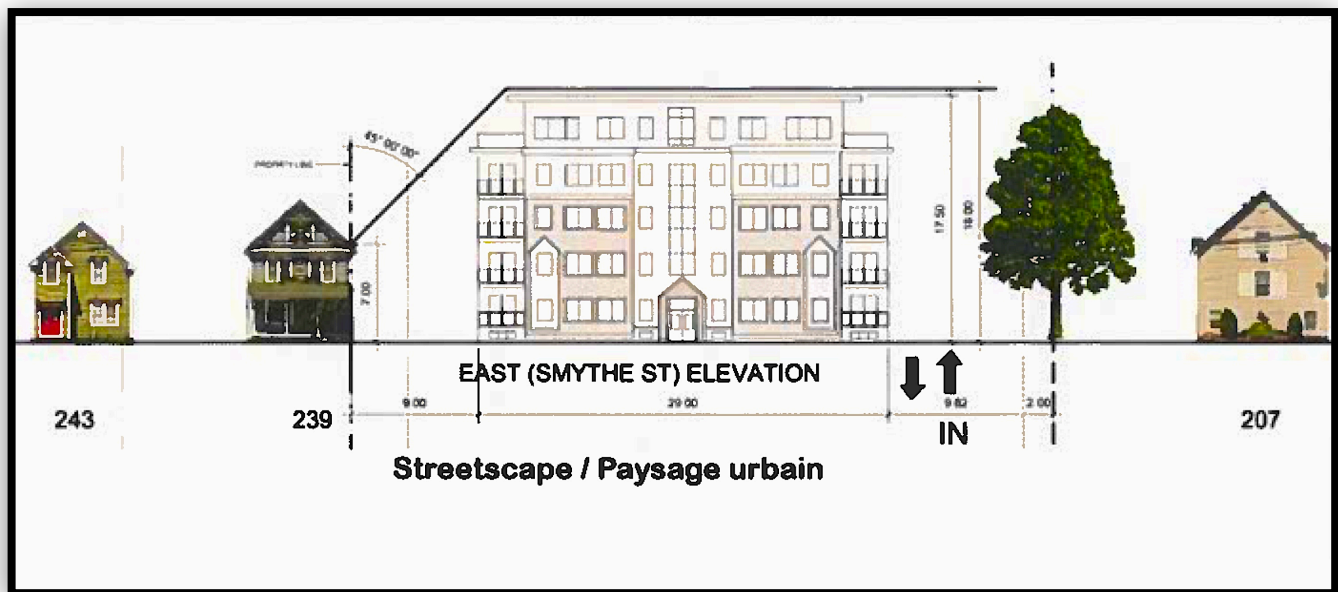 45° 00' 00"
PROPERTY LINE
7.00
17.50
18.00
EAST (SMYTHE ST) ELEVATION
9.00
29.00
9.82
2.00
243
239
IN
207
Streetscape / Paysage urbain